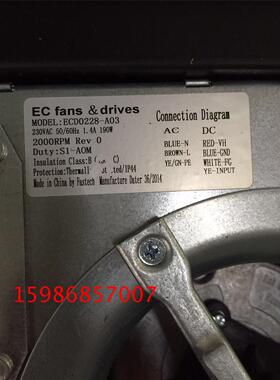 EC fans & drives
MODEL:ECD0228-A03
230VAC 50/60Hz 1.4A 190W
2000RPM Rev 0
Duty:S1-AOM
Insulation Class:B ( C)
Protection:Thermall ted/IP44
Made in China by Fastech Manufacture Dater 36/2014
Connection Diagram
AC DC
BLUE-N RED-VH
BROWN-L BLUE-GND
YE/GN-PE WHITE-FG
YE-INPUT
15986857007